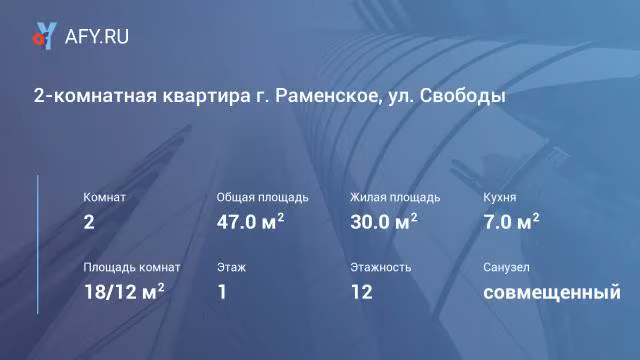 AFY.RU
2-комнатная квартира г. Раменское, ул. Свободы
Комнат
2
Общая площадь
47.0 м²
Жилая площадь
30.0 м²
Кухня
7.0 м²
Площадь комнат
18/12 м²
Этаж
1
Этажность
12
Санузел
совмещенный